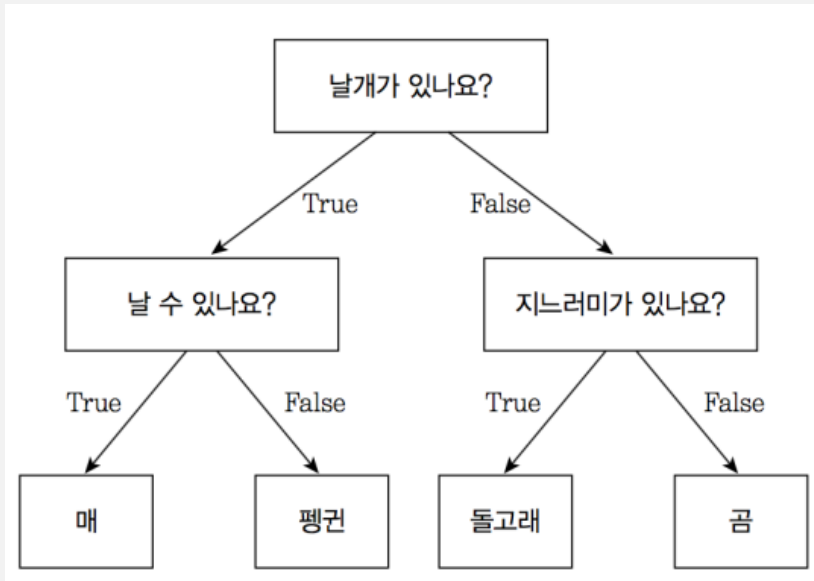 날개가 있나요?
True
False
날 수 있나요?
지느러미가 있나요?
True
False
True
False
매
펭귄
돌고래
곰